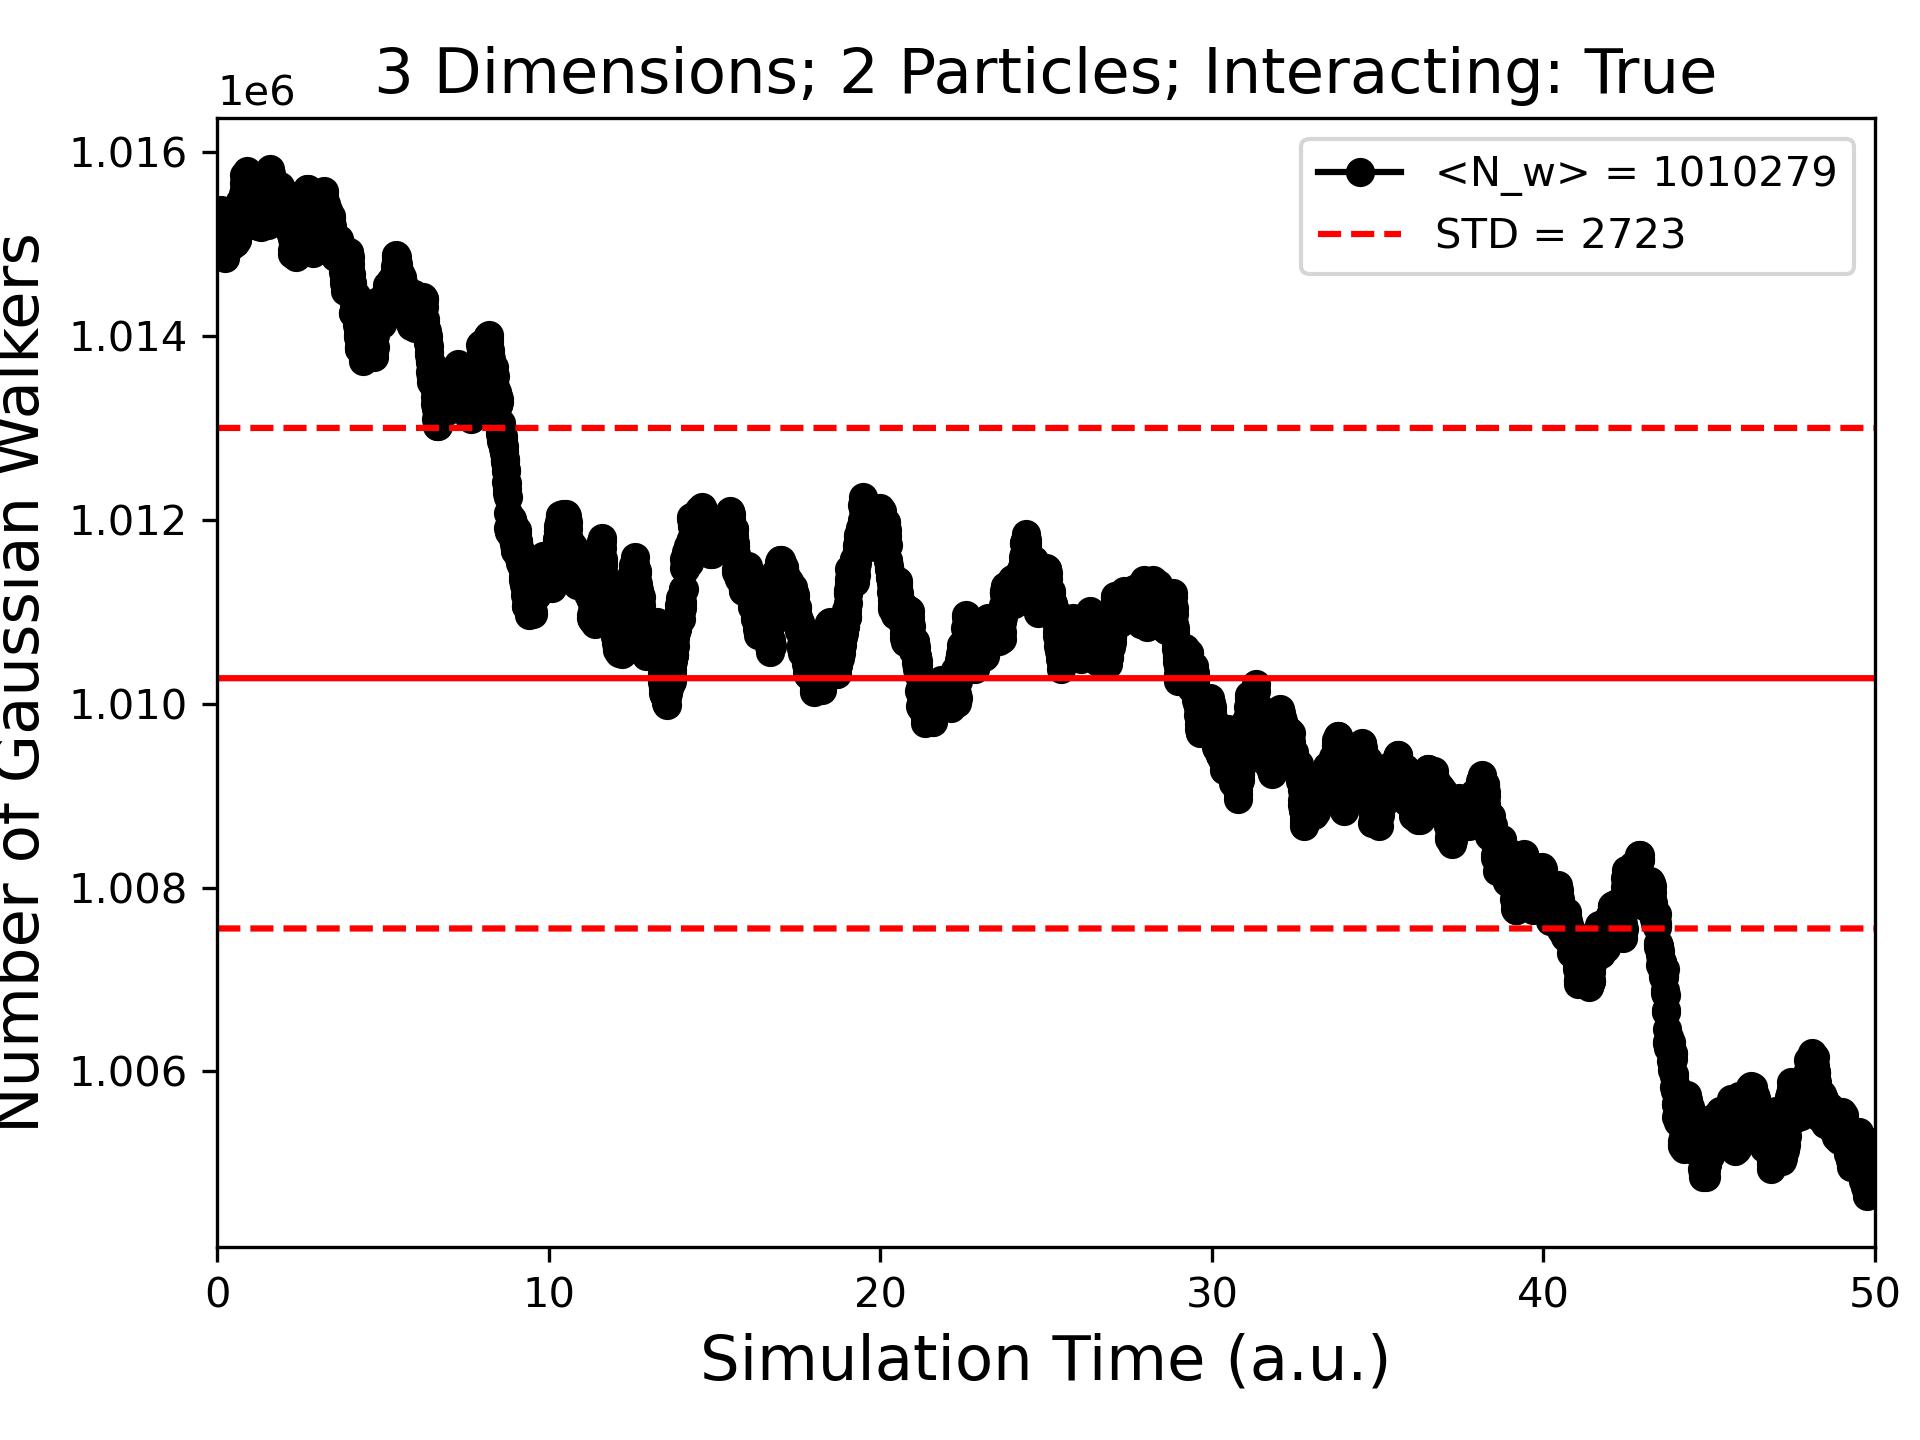 3 Dimensions; 2 Particles; Interacting: True
1e6
<N_w> = 1010279
STD = 2723
Number of Gaussian Walkers
1.016
1.014
1.012
1.010
1.008
1.006
0 10 20 30 40 50
Simulation Time (a.u.)